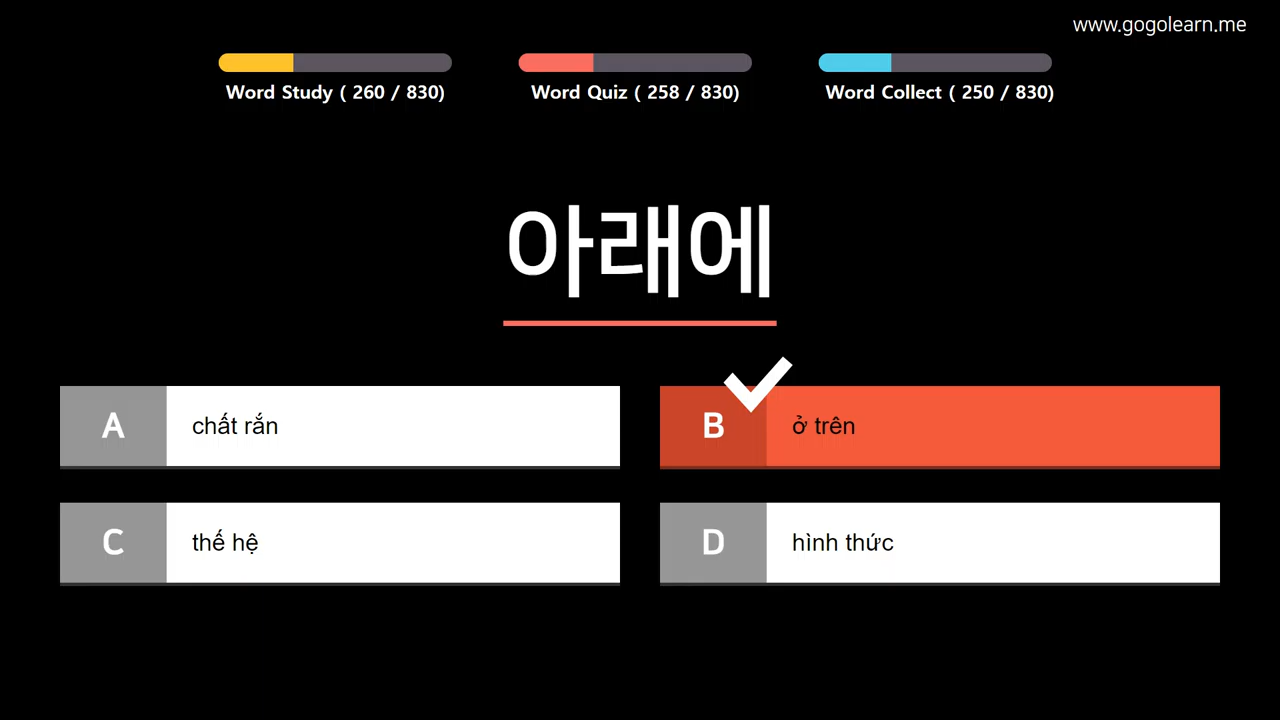 www.gogolearn.me
Word Study ( 260 / 830)
Word Quiz ( 258 / 830)
Word Collect ( 250 / 830)
아래에
A
chất rắn
B
ở trên
C
thế hệ
D
hình thức